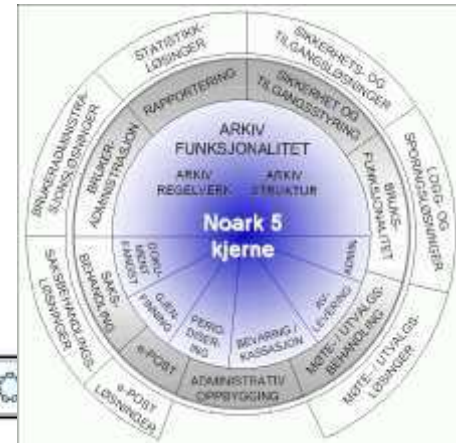 STATISTIKK-
LØSNINGER
SIKKERHETS- OG
TILGANGSLØSNINGER
LOGG- OG
SPORINGSLØSNINGER
MØTE-/ UTVALGS-
LØSNINGER
e-POST
LØSNINGER
SAKSBEHANDLINGS-
LØSNINGER
BRUKERADMINISTRA-
SJONSLØSNINGER
RAPPORTERING
SIKKERHET OG
TILGANGSSTYRING
BRUKS-
FUNKSJONALITET
MØTE-/ UTVALGS-
BEHANDLING
ADMINISTRATIV
OPPBYGGING
e-POST
SAKS-
BEHANDLING
BRUKER-
ADMINISTRASJON
ARKIV
FUNKSJONALITET
ARKIV
REGELVERK
ARKIV
STRUKTUR
Noark 5
kjerne
DOKU-
MENT
FANGST
GJEN-
FINNING
PERIO-
DISER-
ING
BEVARING /
KASSASJON
AV-
LEVERING
ADMIN.